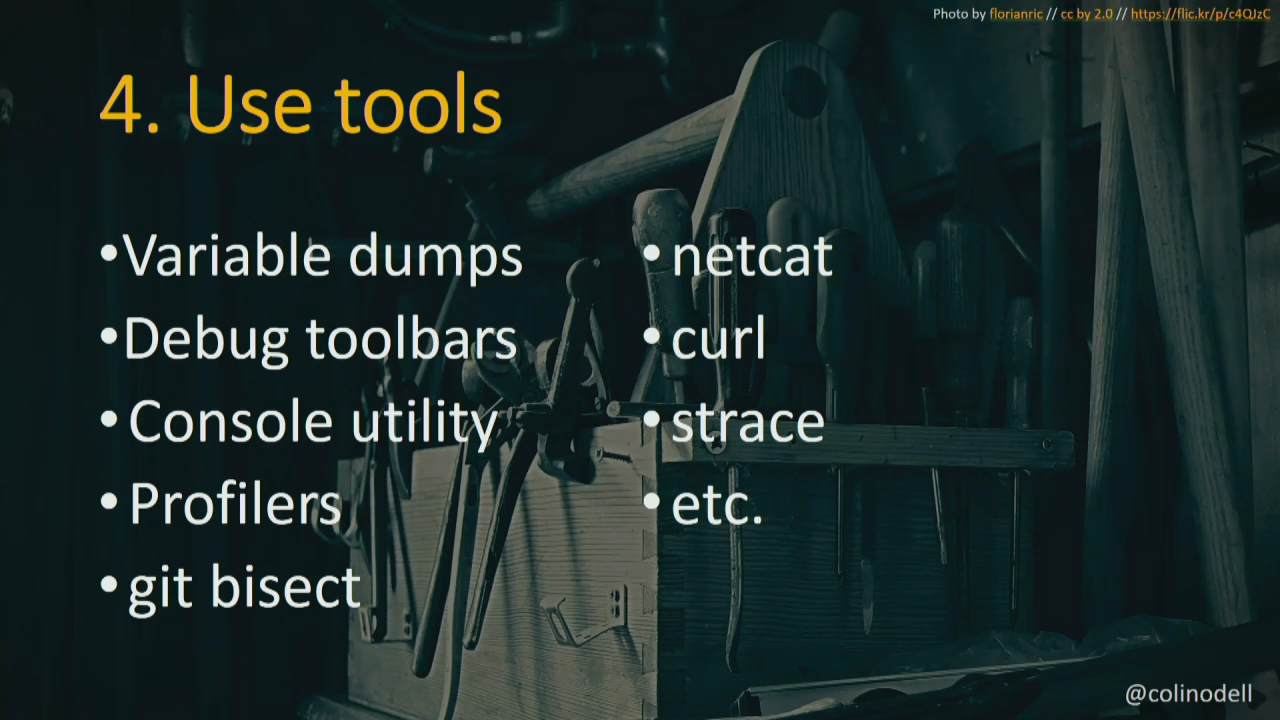 Photo by florianric // cc by 2.0 // https://flic.kr/p/c4QJzC
4. Use tools
•Variable dumps
•Debug toolbars
•Console utility
•Profilers
•git bisect
•netcat
•curl
•strace
•etc.
@colinodell